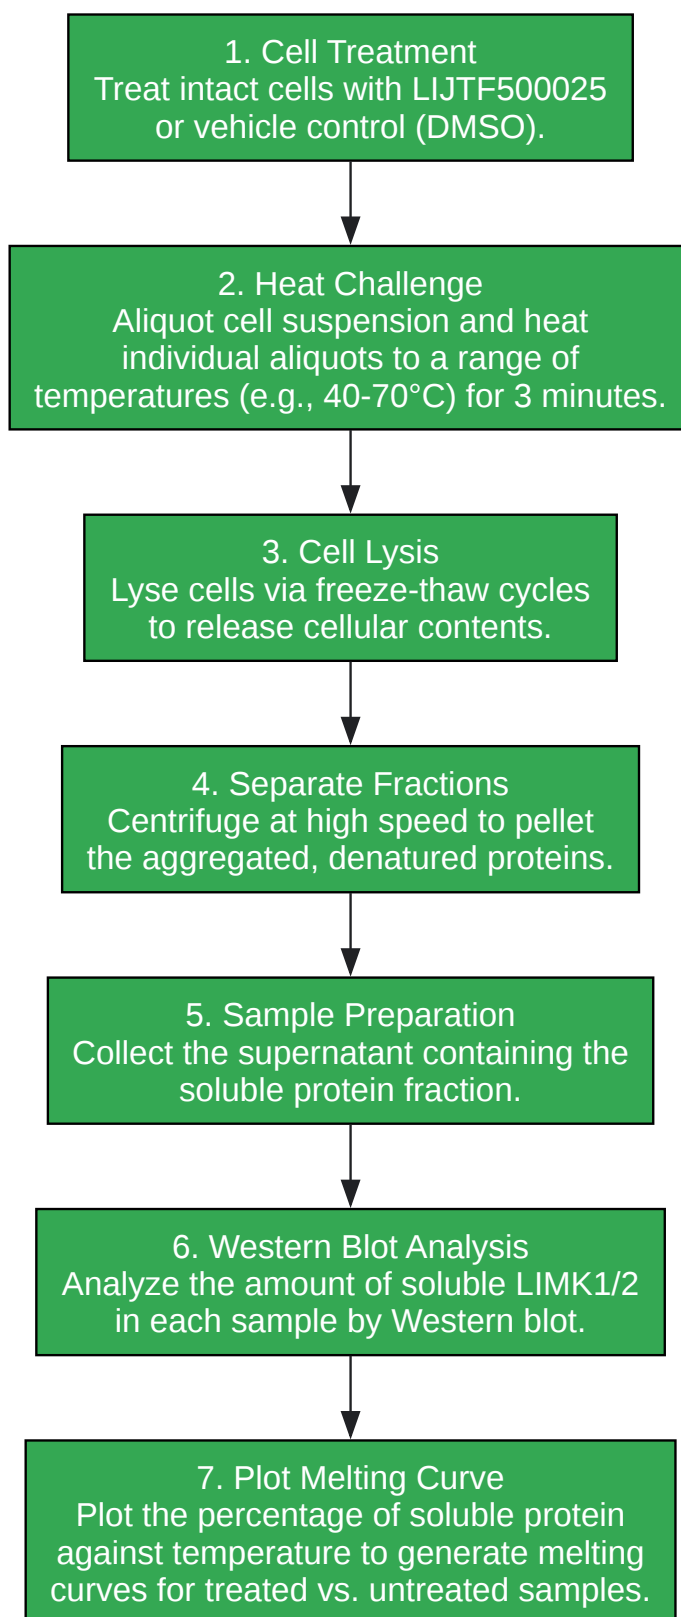 1. Cell Treatment
Treat intact cells with LIJTF500025
or vehicle control (DMSO).
2. Heat Challenge
Aliquot cell suspension and heat
individual aliquots to a range of
temperatures (e.g., 40-70°C) for 3 minutes.
3. Cell Lysis
Lyse cells via freeze-thaw cycles
to release cellular contents.
4. Separate Fractions
Centrifuge at high speed to pellet
the aggregated, denatured proteins.
5. Sample Preparation
Collect the supernatant containing the
soluble protein fraction.
6. Western Blot Analysis
Analyze the amount of soluble LIMK1/2
in each sample by Western blot.
7. Plot Melting Curve
Plot the percentage of soluble protein
against temperature to generate melting
curves for treated vs. untreated samples.